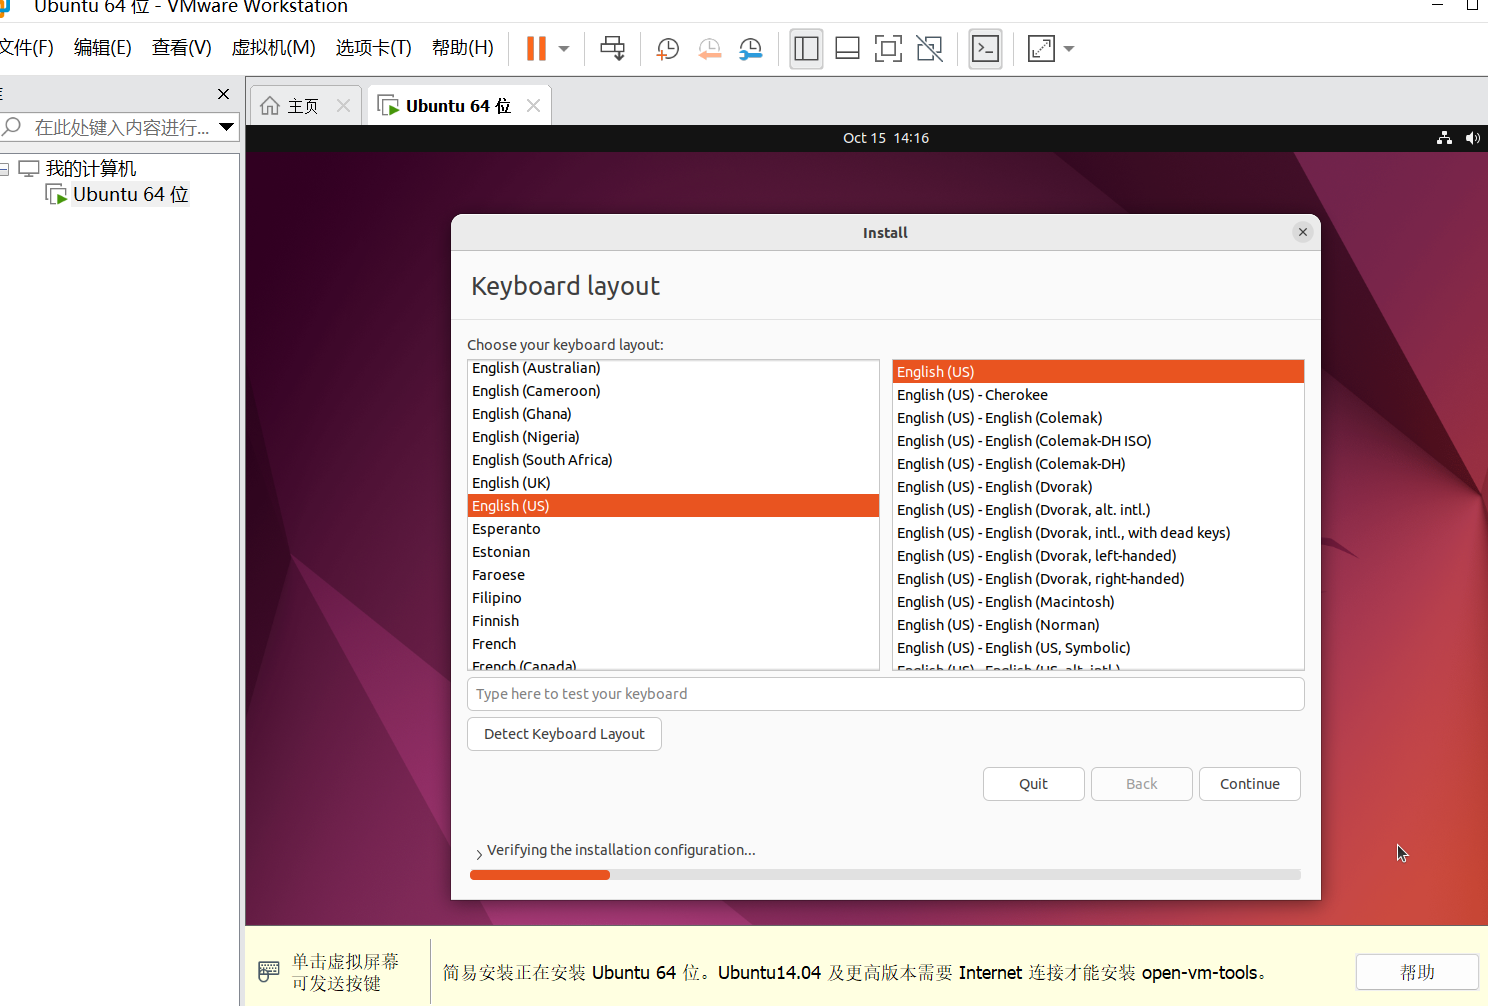 Ubuntu 64 位 - VMware Workstation
文件(F) 编辑(E) 查看(V) 虚拟机(M) 选项卡(T) 帮助(H)
在此处键入内容进行...
主页
Ubuntu 64 位
我的计算机
Ubuntu 64 位
Oct 15 14:16
Install
Keyboard layout
Choose your keyboard layout:
English (Australian)
English (Cameroon)
English (Ghana)
English (Nigeria)
English (South Africa)
English (UK)
English (US)
Esperanto
Estonian
Faroese
Filipino
Finnish
French
French (Canada)
English (US)
English (US) - Cherokee
English (US) - English (Colemak)
English (US) - English (Colemak-DH ISO)
English (US) - English (Colemak-DH)
English (US) - English (Dvorak)
English (US) - English (Dvorak, alt. intl.)
English (US) - English (Dvorak, intl., with dead keys)
English (US) - English (Dvorak, left-handed)
English (US) - English (Dvorak, right-handed)
English (US) - English (Macintosh)
English (US) - English (Norman)
English (US) - English (US, Symbolic)
English (US) - English (US, alt. intl.)
Type here to test your keyboard
Detect Keyboard Layout
Quit
Back
Continue
Verifying the installation configuration...
单击虚拟屏幕
可发送按键
简易安装正在安装 Ubuntu 64 位。Ubuntu14.04 及更高版本需要 Internet 连接才能安装 open-vm-tools。
帮助